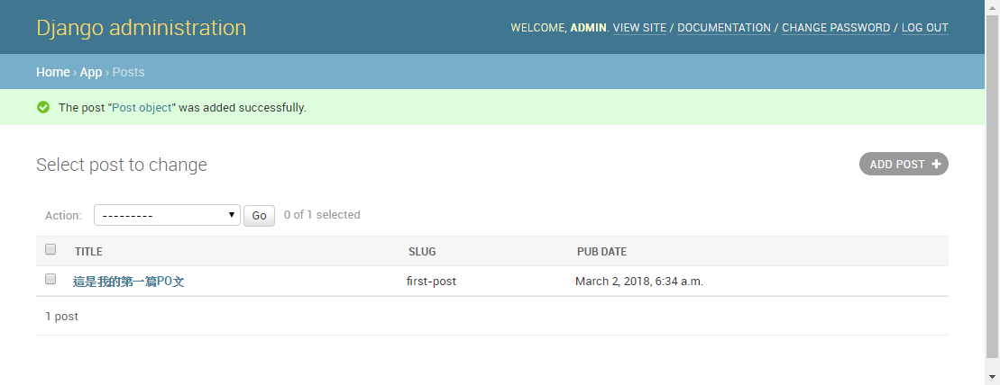 Django administration
WELCOME, ADMIN. VIEW SITE / DOCUMENTATION / CHANGE PASSWORD / LOG OUT
Home › App › Posts
The post "Post object" was added successfully.
Select post to change
ADD POST +
Action: --------- Go 0 of 1 selected
TITLE SLUG PUB DATE
這是我的第一篇PO文 first-post March 2, 2018, 6:34 a.m.
1 post